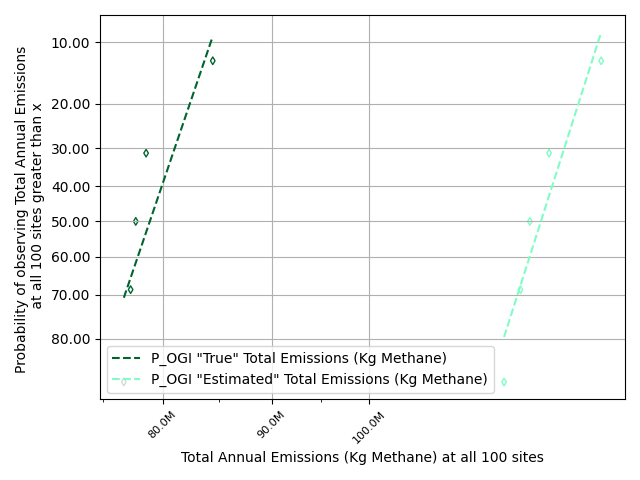 10.00
20.00
30.00
40.00
50.00
60.00
70.00
80.00
Probability of observing Total Annual Emissions
at all 100 sites greater than x
P_OGI "True" Total Emissions (Kg Methane)
P_OGI "Estimated" Total Emissions (Kg Methane)
80.0M
90.0M
100.0M
Total Annual Emissions (Kg Methane) at all 100 sites